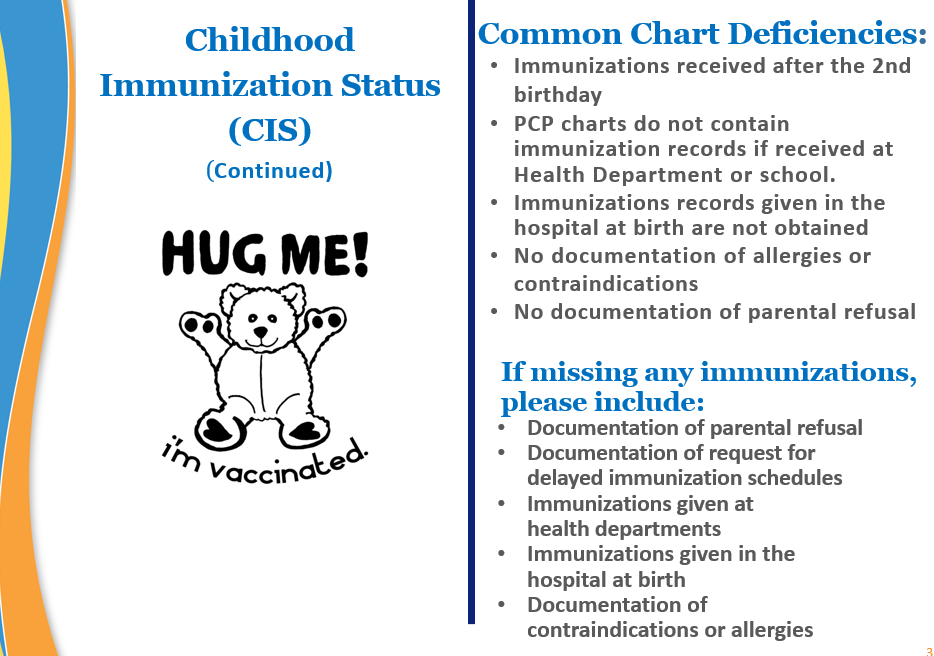 Childhood
Immunization Status
(CIS)
(Continued)
HUG ME!
i'm vaccinated.
Common Chart Deficiencies:
• Immunizations received after the 2nd
birthday
• PCP charts do not contain
immunization records if received at
Health Department or school.
• Immunizations records given in the
hospital at birth are not obtained
• No documentation of allergies or
contraindications
• No documentation of parental refusal
If missing any immunizations,
please include:
• Documentation of parental refusal
• Documentation of request for
delayed immunization schedules
• Immunizations given at
health departments
• Immunizations given in the
hospital at birth
• Documentation of
contraindications or allergies
3